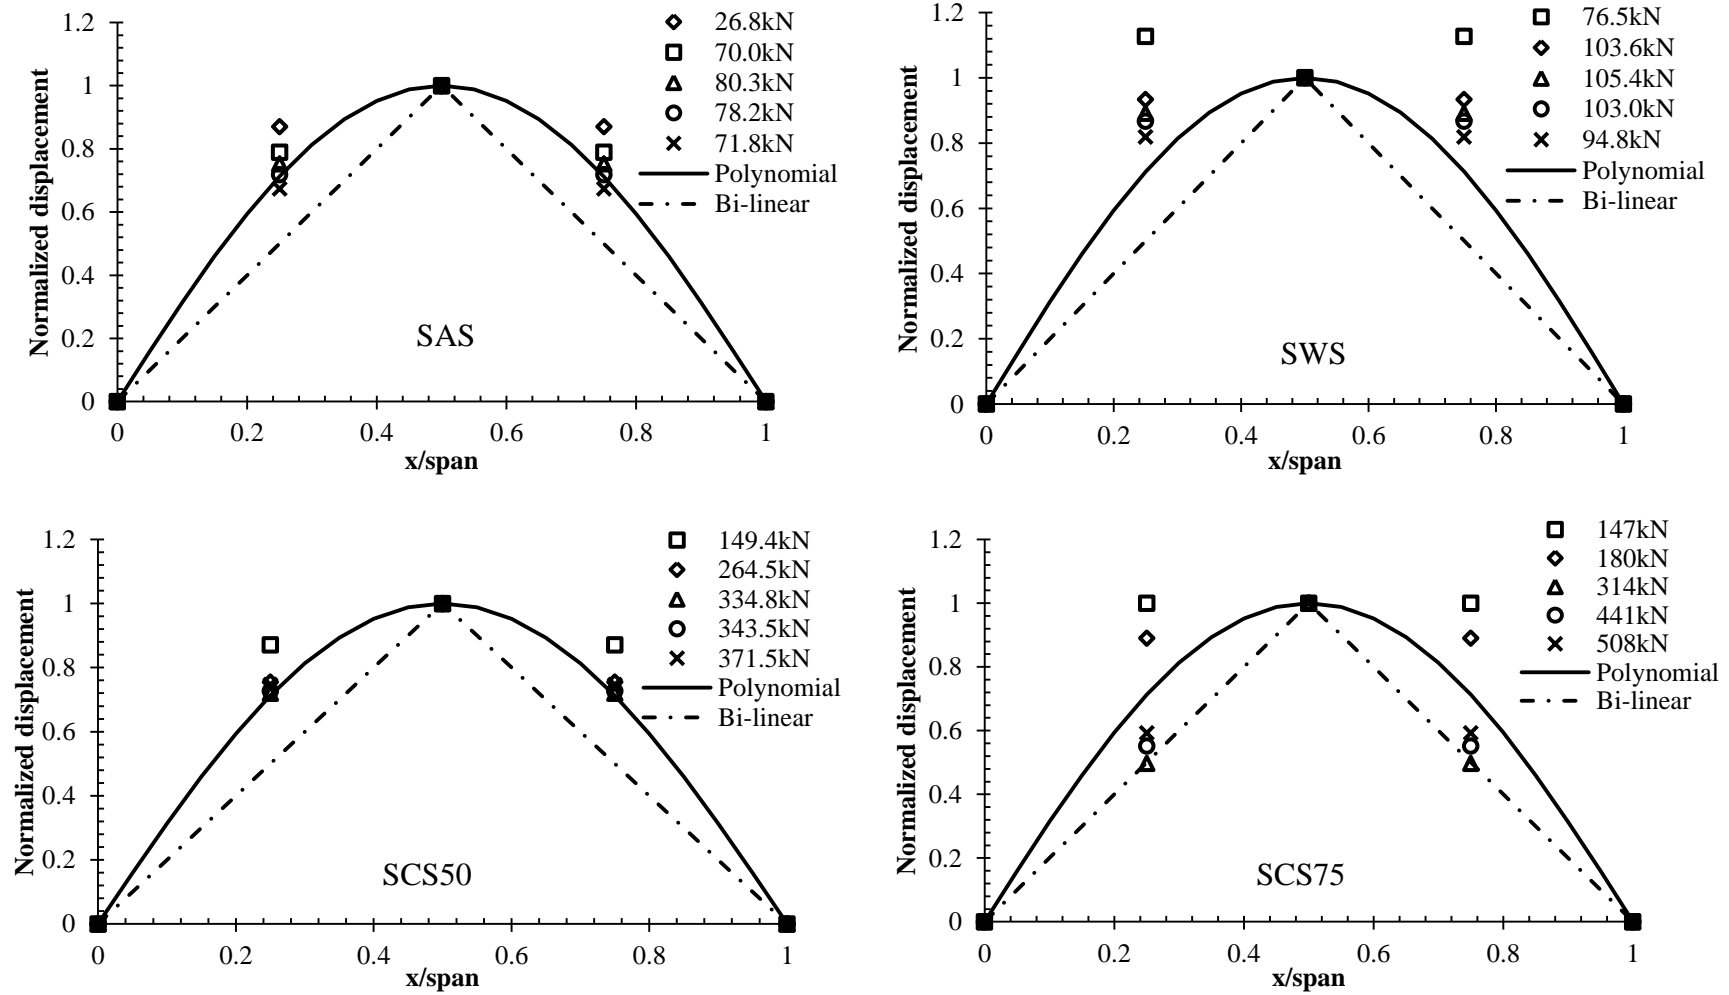 26.8kN
70.0kN
80.3kN
78.2kN
71.8kN
Polynomial
Bi-linear
Normalized displacement
1.2
1
0.8
0.6
0.4
0.2
0
SAS
0 0.2 0.4 0.6 0.8 1
x/span
76.5kN
103.6kN
105.4kN
103.0kN
94.8kN
Polynomial
Bi-linear
Normalized displacement
1.2
1
0.8
0.6
0.4
0.2
0
SWS
0 0.2 0.4 0.6 0.8 1
x/span
149.4kN
264.5kN
334.8kN
343.5kN
371.5kN
Polynomial
Bi-linear
Normalized displacement
1.2
1
0.8
0.6
0.4
0.2
0
SCS50
0 0.2 0.4 0.6 0.8 1
x/span
147kN
180kN
314kN
441kN
508kN
Polynomial
Bi-linear
Normalized displacement
1.2
1
0.8
0.6
0.4
0.2
0
SCS75
0 0.2 0.4 0.6 0.8 1
x/span